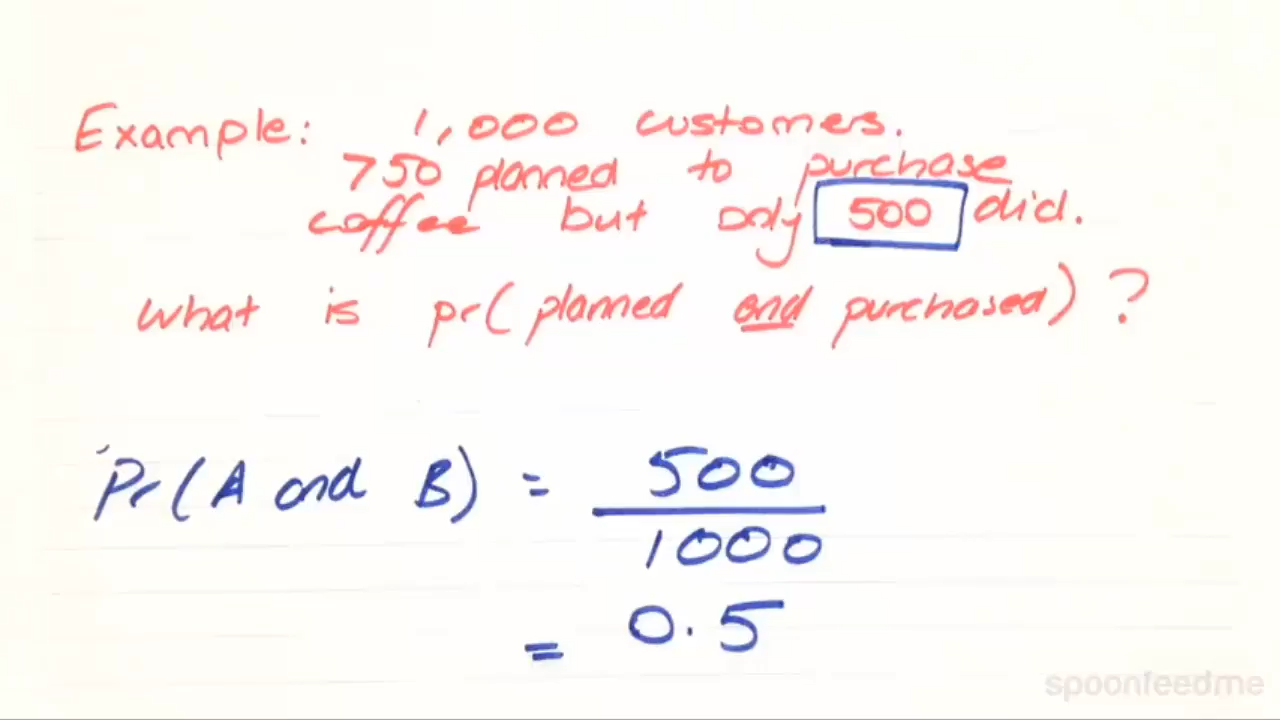 Example: 1,000 customers.
750 planned to purchase
coffee but only 500 did.
What is pr(planned and purchased)?
Pr(A and B) = 500
1000
= 0.5
spoonfeedme